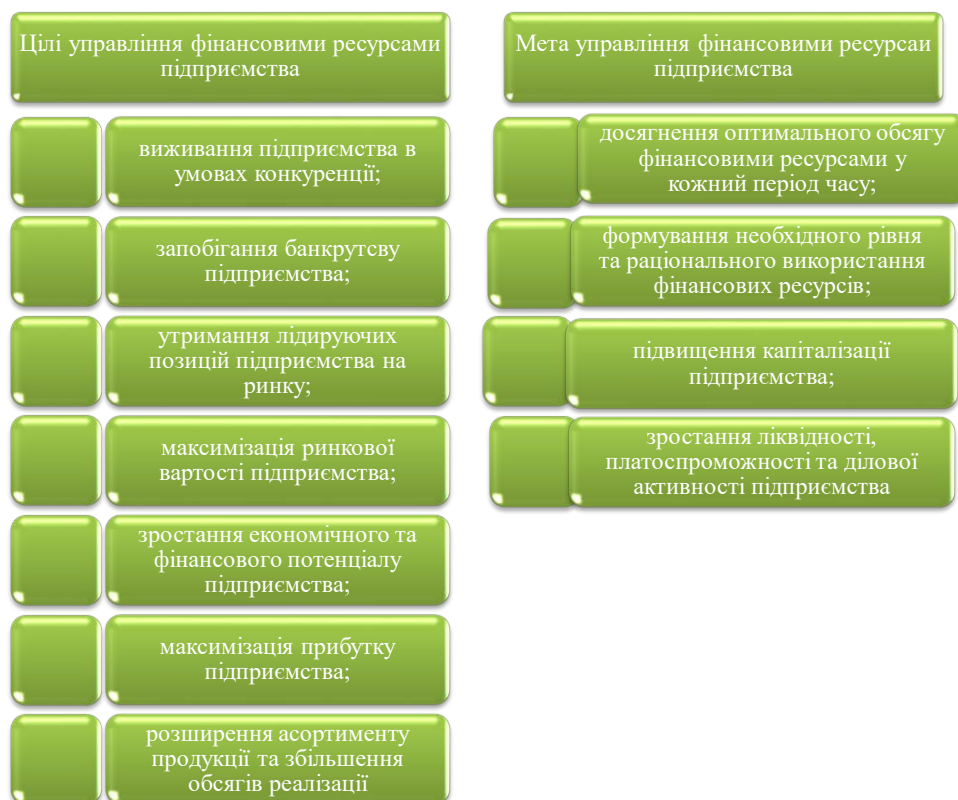 Цілі управління фінансовими ресурсами
підприємства
виживання підприємства в
умовах конкуренції;
запобігання банкрутсву
підприємства;
утримання лідируючих
позицій підприємства на
ринку;
максимізація ринкової
вартості підприємства;
зростання економічного та
фінансового потенціалу
підприємства;
максимізація прибутку
підприємства;
розширення асортименту
продукції та збільшення
обсягів реалізації
Мета управління фінансовими ресурсаи
підприємства
досягнення оптимального обсягу
фінансовими ресурсами у
кожний період часу;
формування необхідного рівня
та раціонального використання
фінансових ресурсів;
підвищення капіталізації
підприємства;
зростання ліквідності,
платоспроможності та ділової
активності підприємства